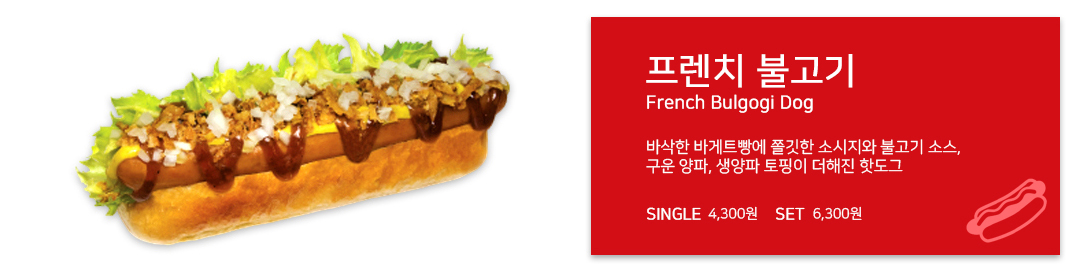 프렌치 불고기
French Bulgogi Dog
바삭한 바게트빵에 쫄깃한 소시지와 불고기 소스,
구운 양파, 생양파 토핑이 더해진 핫도그
SINGLE 4,300원 SET 6,300원